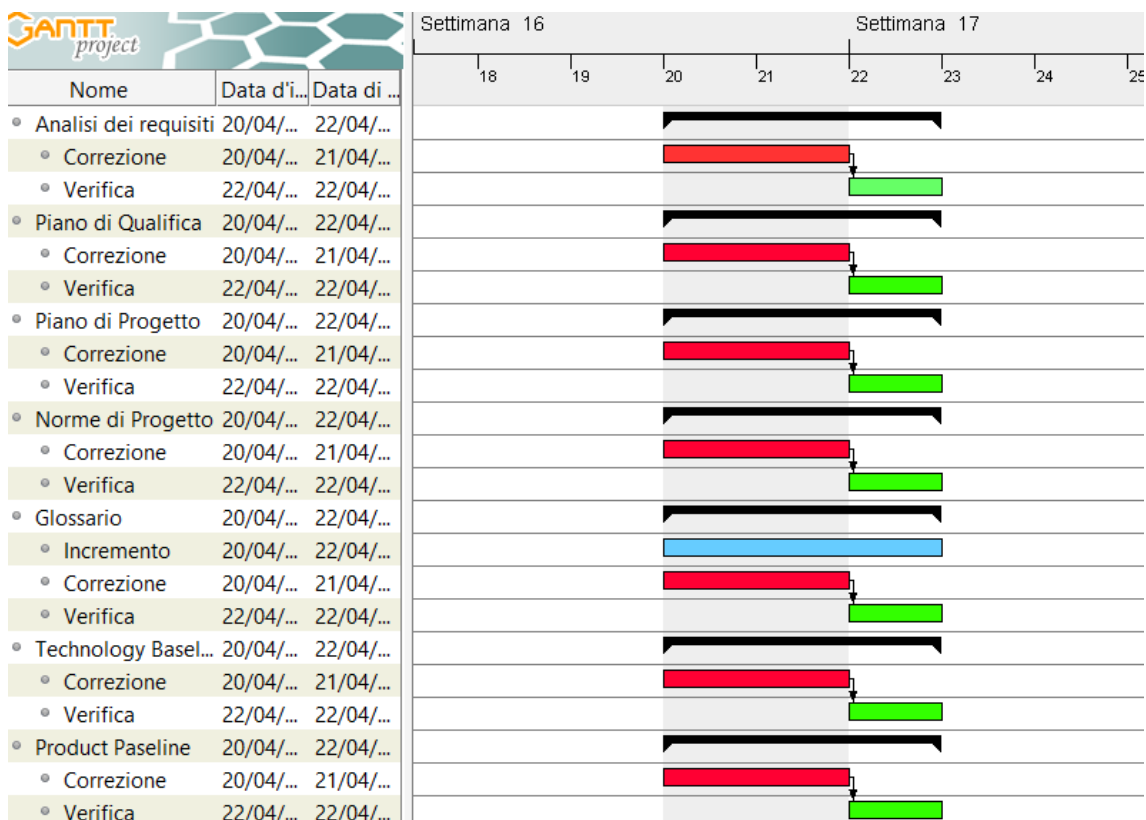 GANTT
project
Settimana 16 Settimana 17
18 19 20 21 22 23 24 25
Nome Data d'i... Data di ...
Analisi dei requisiti 20/04/... 22/04/...
Correzione 20/04/... 21/04/...
Verifica 22/04/... 22/04/...
Piano di Qualifica 20/04/... 22/04/...
Correzione 20/04/... 21/04/...
Verifica 22/04/... 22/04/...
Piano di Progetto 20/04/... 22/04/...
Correzione 20/04/... 21/04/...
Verifica 22/04/... 22/04/...
Norme di Progetto 20/04/... 22/04/...
Correzione 20/04/... 21/04/...
Verifica 22/04/... 22/04/...
Glossario 20/04/... 22/04/...
Incremento 20/04/... 22/04/...
Correzione 20/04/... 21/04/...
Verifica 22/04/... 22/04/...
Technology Basel... 20/04/... 22/04/...
Correzione 20/04/... 21/04/...
Verifica 22/04/... 22/04/...
Product Paseline 20/04/... 22/04/...
Correzione 20/04/... 21/04/...
Verifica 22/04/... 22/04/...